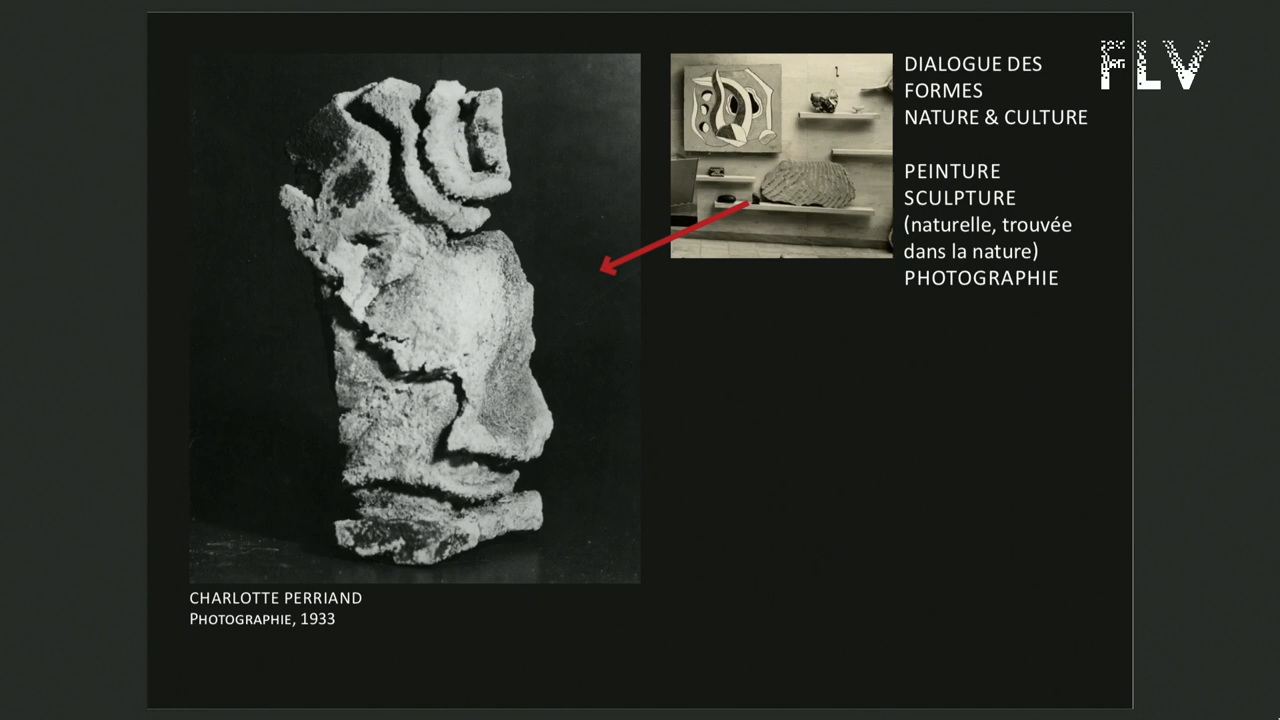 FLV
DIALOGUE DES
FORMES
NATURE & CULTURE
PEINTURE
SCULPTURE
(naturelle, trouvée
dans la nature)
PHOTOGRAPHIE
CHARLOTTE PERRIAND
PHOTOGRAPHIE, 1933